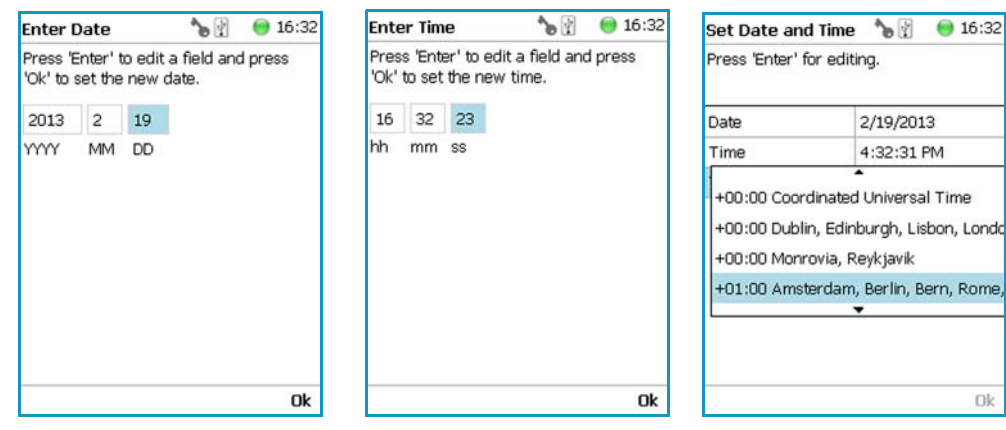 Enter Date 16:32
Press 'Enter' to edit a field and press
'Ok' to set the new date.
2013 2 19
YYYY MM DD
Ok
Enter Time 16:32
Press 'Enter' to edit a field and press
'Ok' to set the new time.
16 32 23
hh mm ss
Ok
Set Date and Time 16:32
Press 'Enter' for editing.
Date 2/19/2013
Time 4:32:31 PM
+00:00 Coordinated Universal Time
+00:00 Dublin, Edinburgh, Lisbon,
+00:00 Monrovia, Reykjavik
+01:00 Amsterdam, Berlin, Bern, Rome,
Ok